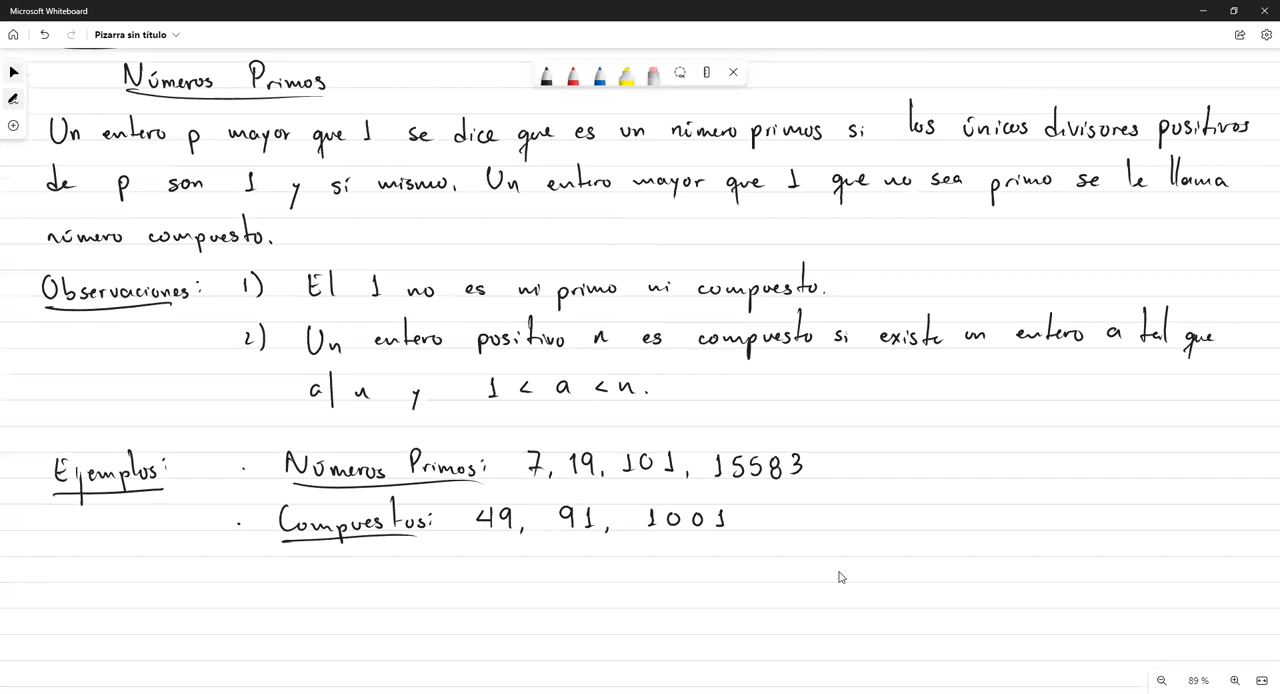 Microsoft Whiteboard
Pizarra sin título
Números Primos
Un entero p mayor que 1 se dice que es un número primos si los únicos divisores positivos
de p son 1 y sí mismo. Un entero mayor que 1 que no sea primo se le llama
número compuesto.
Observaciones: 1) El 1 no es ni primo ni compuesto.
2) Un entero positivo n es compuesto si existe un entero a tal que
a|n y 1 < a < n.
Ejemplos: · Números Primos: 7, 19, 101, 15583
· Compuestos: 49, 91, 1001
89 %